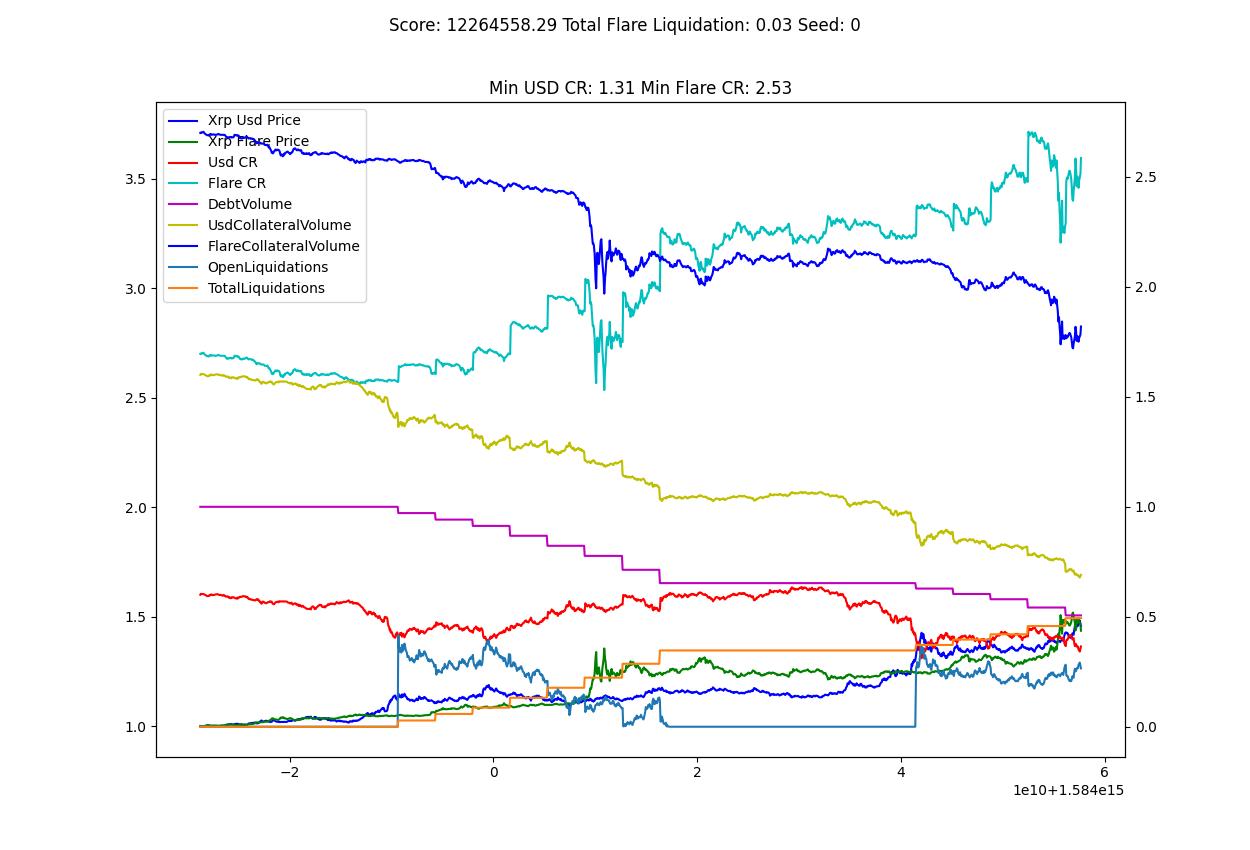 Score: 12264558.29 Total Flare Liquidation: 0.03 Seed: 0
Min USD CR: 1.31 Min Flare CR: 2.53
Xrp Usd Price
Xrp Flare Price
Usd CR
Flare CR
DebtVolume
UsdCollateralVolume
FlareCollateralVolume
OpenLiquidations
TotalLiquidations
3.5
3.0
2.5
2.0
1.5
1.0
2.5
2.0
1.5
1.0
0.5
0.0
−2 0 2 4 6
1e10+1.584e15